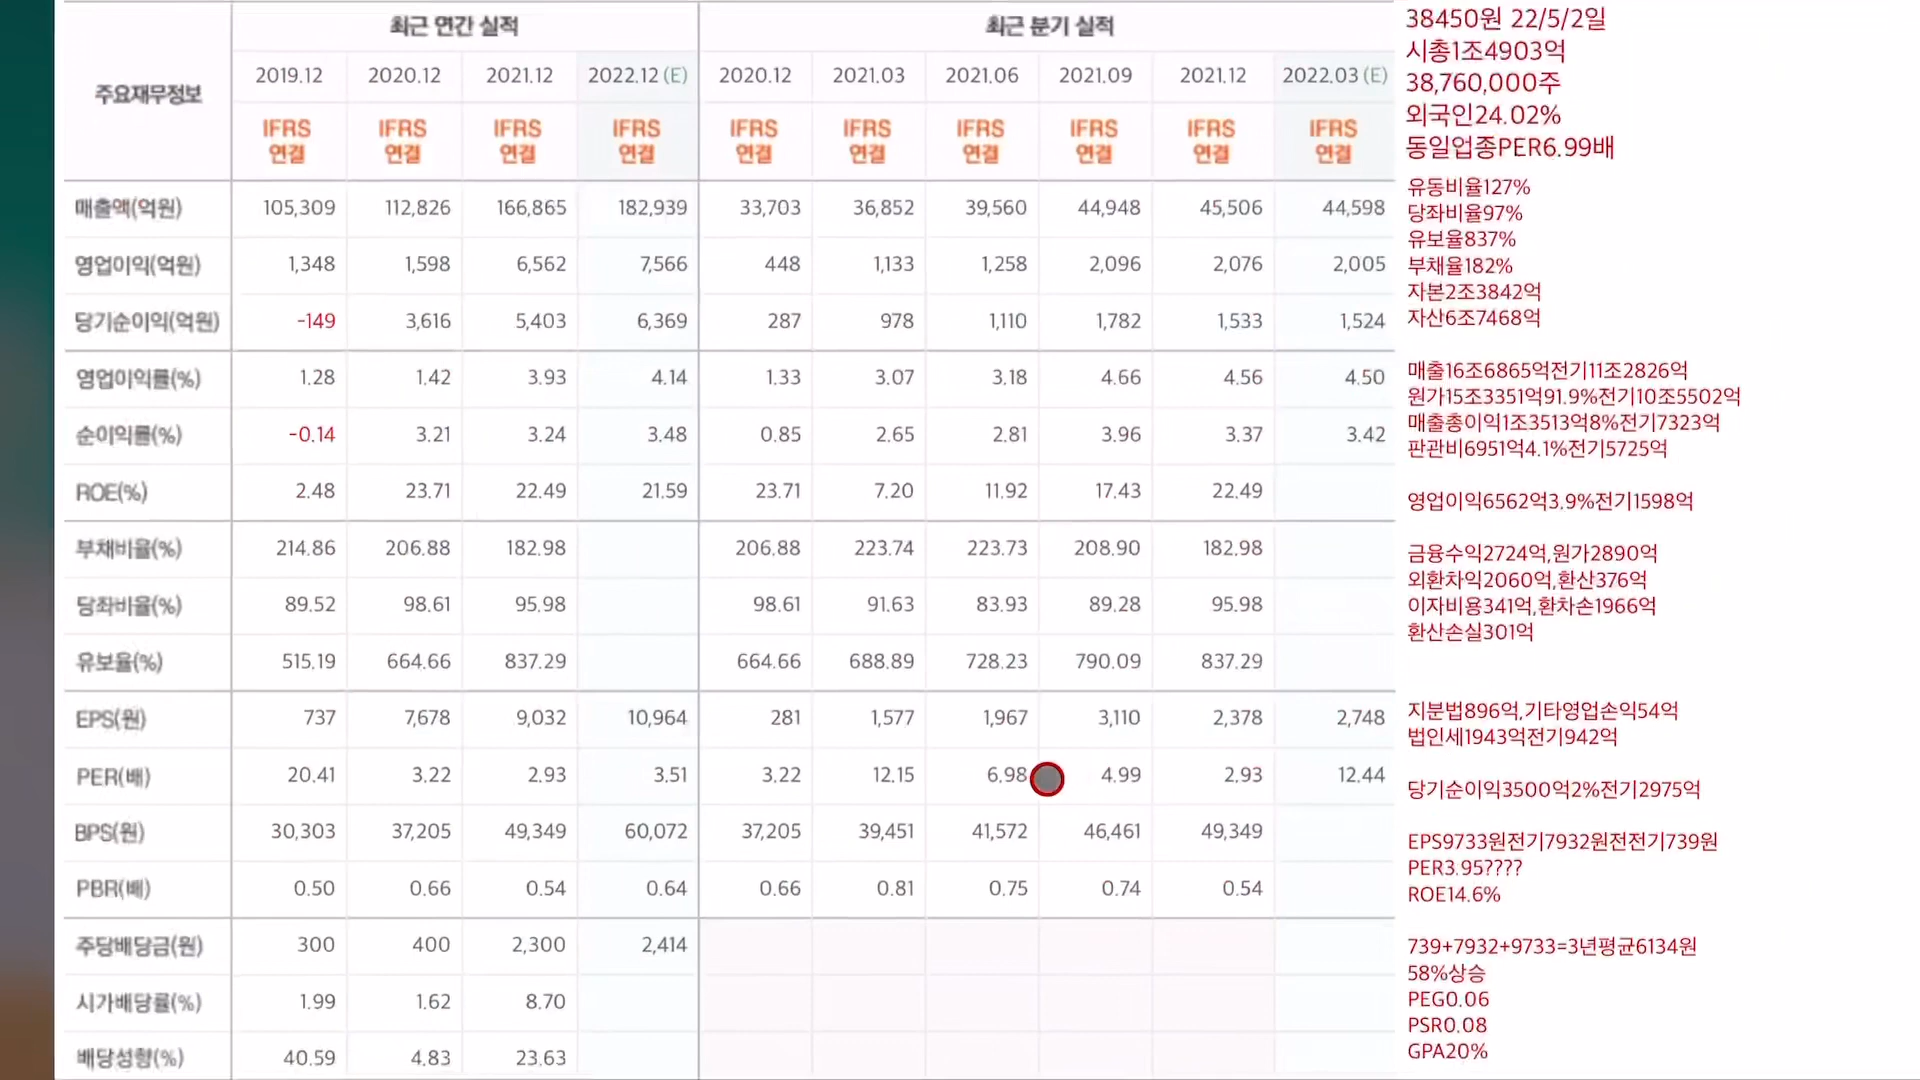 최근 연간 실적 최근 분기 실적
주요재무정보 2019.12 2020.12 2021.12 2022.12 (E) 2020.12 2021.03 2021.06 2021.09 2021.12 2022.03 (E)
IFRS IFRS IFRS IFRS IFRS IFRS IFRS IFRS IFRS IFRS
연결 연결 연결 연결 연결 연결 연결 연결 연결 연결
매출액(억원) 105,309 112,826 166,865 182,939 33,703 36,852 39,560 44,948 45,506 44,598
영업이익(억원) 1,348 1,598 6,562 7,566 448 1,133 1,258 2,096 2,076 2,005
당기순이익(억원) -149 3,616 5,403 6,369 287 978 1,110 1,782 1,533 1,524
영업이익률(%) 1.28 1.42 3.93 4.14 1.33 3.07 3.18 4.66 4.56 4.50
순이익률(%) -0.14 3.21 3.24 3.48 0.85 2.65 2.81 3.96 3.37 3.42
ROE(%) 2.48 23.71 22.49 21.59 23.71 7.20 11.92 17.43 22.49
부채비율(%) 214.86 206.88 182.98 206.88 223.74 223.73 208.90 182.98
당좌비율(%) 89.52 98.61 95.98 98.61 91.63 83.93 89.28 95.98
유보율(%) 515.19 664.66 837.29 664.66 688.89 728.23 790.09 837.29
EPS(원) 737 7,678 9,032 10,964 281 1,577 1,967 3,110 2,378 2,748
PER(배) 20.41 3.22 2.93 3.51 3.22 12.15 6.98 4.99 2.93 12.44
BPS(원) 30,303 37,205 49,349 60,072 37,205 39,451 41,572 46,461 49,349
PBR(배) 0.50 0.66 0.54 0.64 0.66 0.81 0.75 0.74 0.54
주당배당금(원) 300 400 2,300 2,414
시가배당률(%) 1.99 1.62 8.70
배당성향(%) 40.59 4.83 23.63
38450원 22/5/2일
시총1조4903억
38,760,000주
외국인24.02%
동일업종PER6.99배
유동비율127%
당좌비율97%
유보율837%
부채율182%
자본2조3842억
자산6조7468억
매출16조6865억전기11조2826억
원가15조3351억91.9%전기10조5502억
매출총이익1조3513억8%전기7323억
판관비6951억4.1%전기5725억
영업이익6562억3.9%전기1598억
금융수익2724억,원가2890억
외환차익2060억,환산376억
이자비용341억,환차손1966억
환산손실301억
지분법896억,기타영업손익54억
법인세1943억전기942억
당기순이익3500억2%전기2975억
EPS9733원전기7932원전전기739원
PER3.95????
ROE14.6%
739+7932+9733=3년평균6134원
58%상승
PEG0.06
PSR0.08
GPA20%